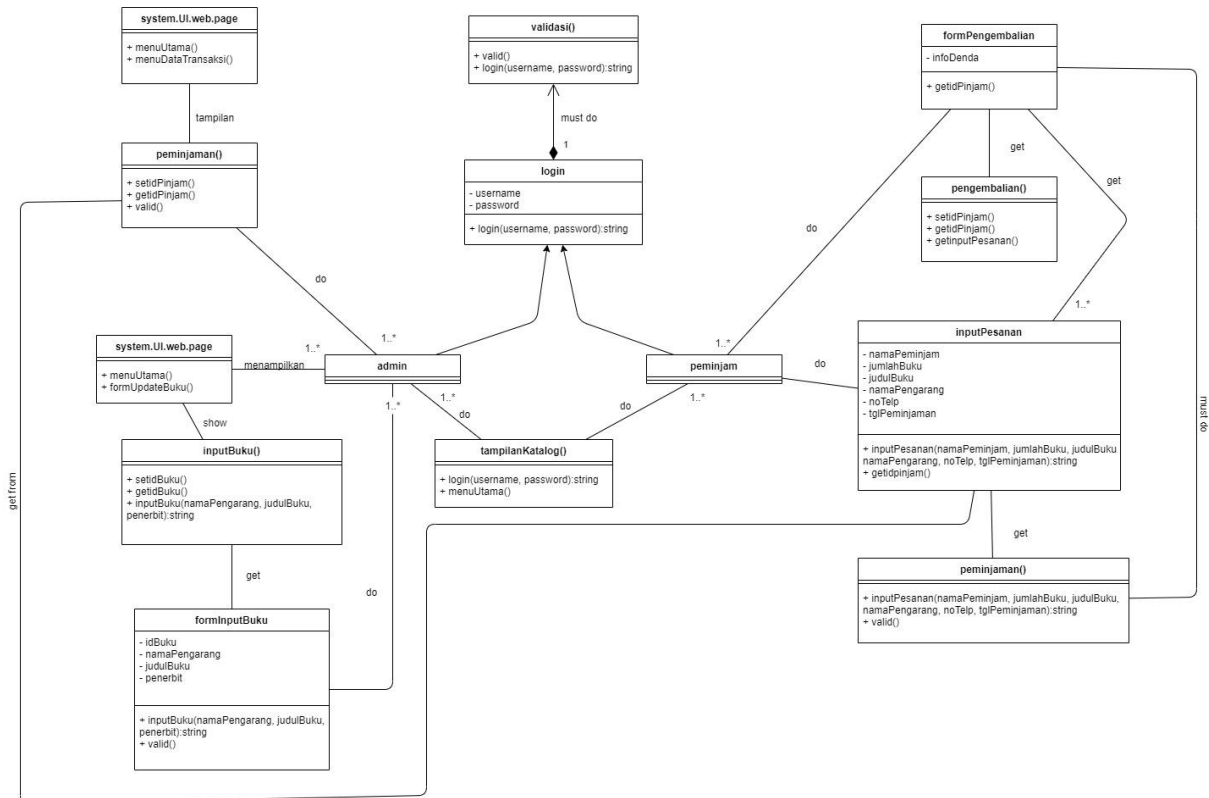 system.UI.web.page
+ menuUtama()
+ menuDataTransaksi()
tampilan
peminjaman()
+ setidPinjam()
+ getidPinjam()
+ valid()
do
validasi()
+ valid()
+ login(username, password):string
must do
1
login
- username
- password
+ login(username, password):string
formPengembalian
- infoDenda
+ getidPinjam()
get
get
do
pengembalian()
+ setidPinjam()
+ getidPinjam()
+ getinputPesanan()
1..*
1..*
1..*
1..*
system.UI.web.page
+ menuUtama()
+ formUpdateBuku()
menampilkan
admin
peminjam
do
inputPesanan
- namaPeminjam
- jumlahBuku
- judulBuku
- namaPengarang
- noTelp
- tglPeminjaman
+ inputPesanan(namaPeminjam, jumlahBuku, judulBuku
namaPengarang, noTelp, tglPeminjaman):string
+ getidpinjam()
must do
1..*
1..*
1..*
show
do
do
inputBuku()
+ setidBuku()
+ getidBuku()
+ inputBuku(namaPengarang, judulBuku,
penerbit):string
tampilanKatalog()
+ login(username, password):string
+ menuUtama()
get from
get
get
do
peminjaman()
+ inputPesanan(namaPeminjam, jumlahBuku, judulBuku,
namaPengarang, noTelp, tglPeminjaman):string
+ valid()
formInputBuku
- idBuku
- namaPengarang
- judulBuku
- penerbit
+ inputBuku(namaPengarang, judulBuku,
penerbit):string
+ valid()